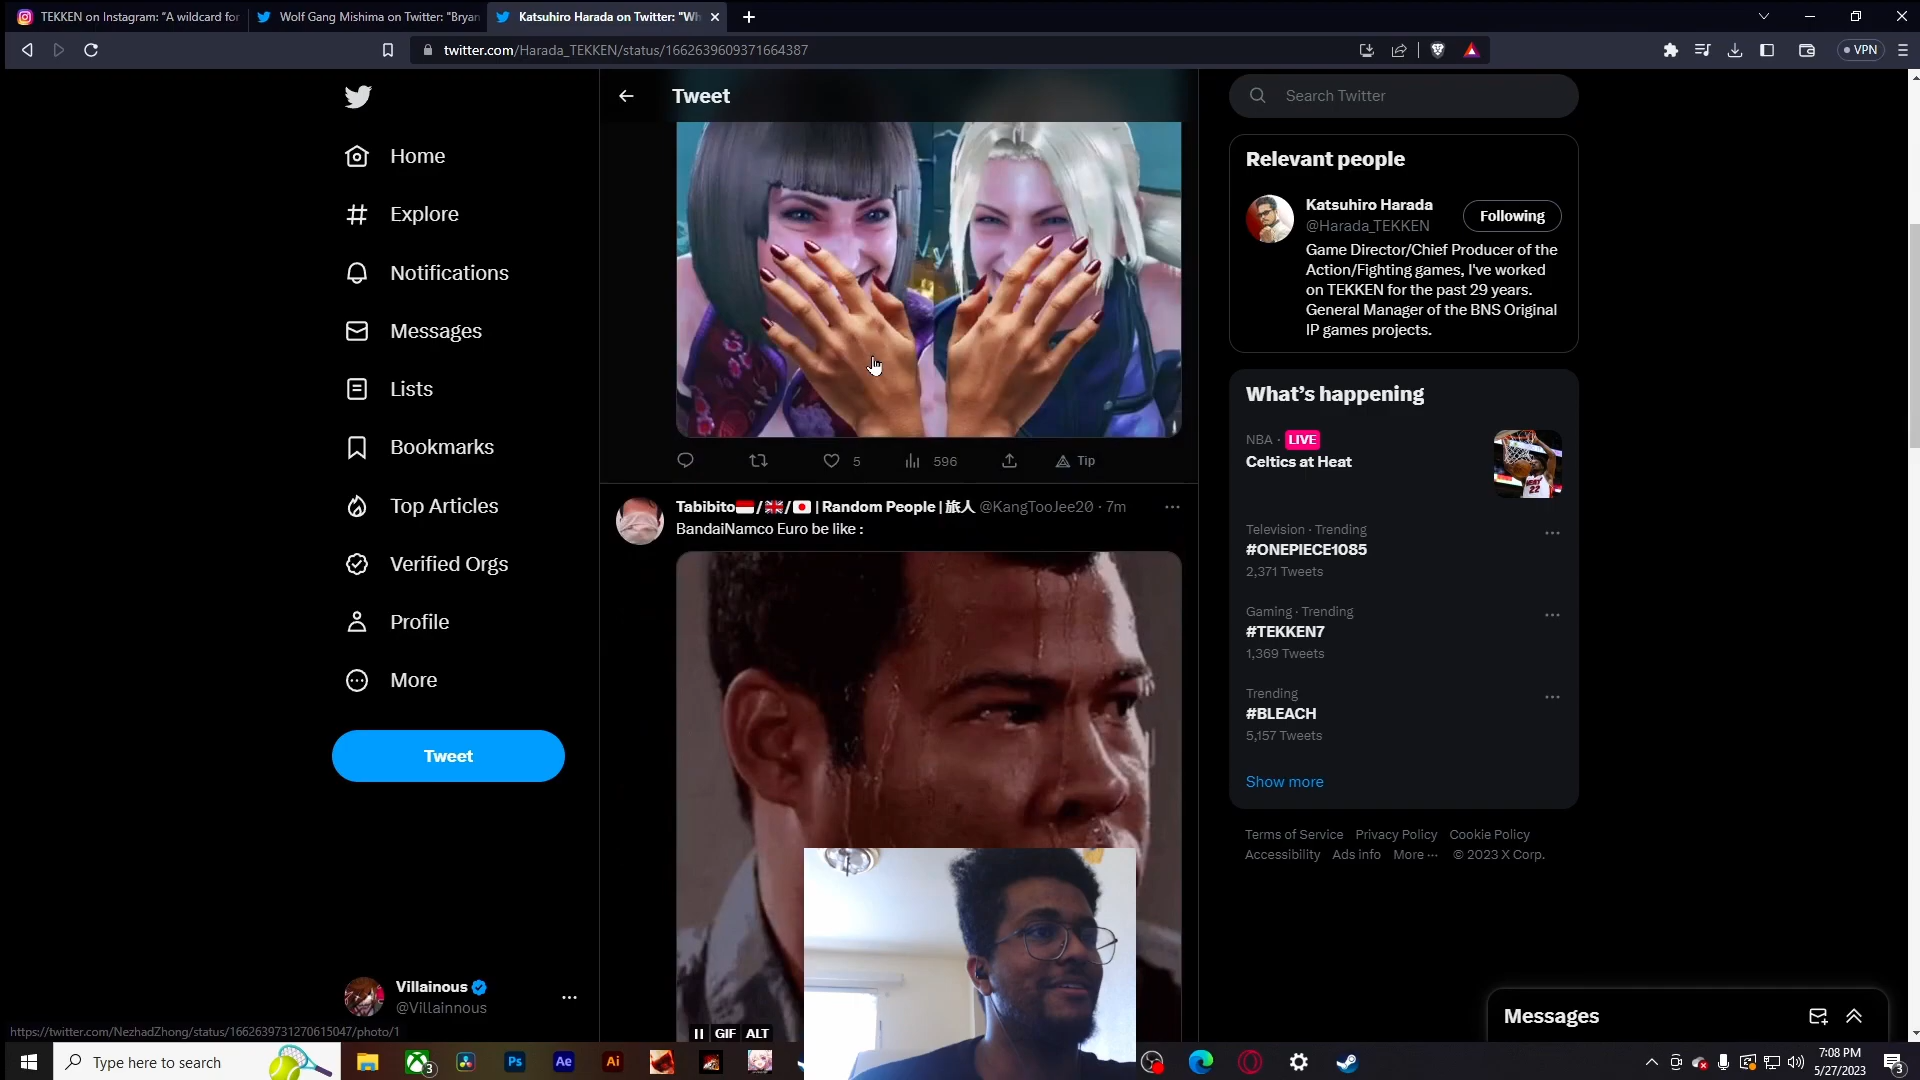 TEKKEN on Instagram: "A wildcard for
Wolf Gang Mishima on Twitter: "Bryan
Katsuhiro Harada on Twitter: "Wh
twitter.com/Harada_TEKKEN/status/1662639609371664387
VPN
Home
Explore
Notifications
Messages
Lists
Bookmarks
Top Articles
Verified Orgs
Profile
More
Tweet
Villainous
@Villainnous
https://twitter.com/NezhadZhong/status/1662639731270615047/photo/1
Tweet
5
596
Tip
Tabibito🇮🇩/🇬🇧/🇯🇵|Random People|旅人 @KangTooJee20 · 7m
BandaiNamco Euro be like :
GIF
ALT
Search Twitter
Relevant people
Katsuhiro Harada
@Harada_TEKKEN
Following
Game Director/Chief Producer of the
Action/Fighting games, I've worked
on TEKKEN for the past 29 years.
General Manager of the BNS Original
IP games projects.
What's happening
NBA · LIVE
Celtics at Heat
Television · Trending
#ONEPIECE1085
2,371 Tweets
Gaming · Trending
#TEKKEN7
1,369 Tweets
Trending
#BLEACH
5,157 Tweets
Show more
Terms of Service Privacy Policy Cookie Policy
Accessibility Ads info More ··· © 2023 X Corp.
Messages
Type here to search
3
Ps
Ae
Ai
7:08 PM
5/27/2023
3